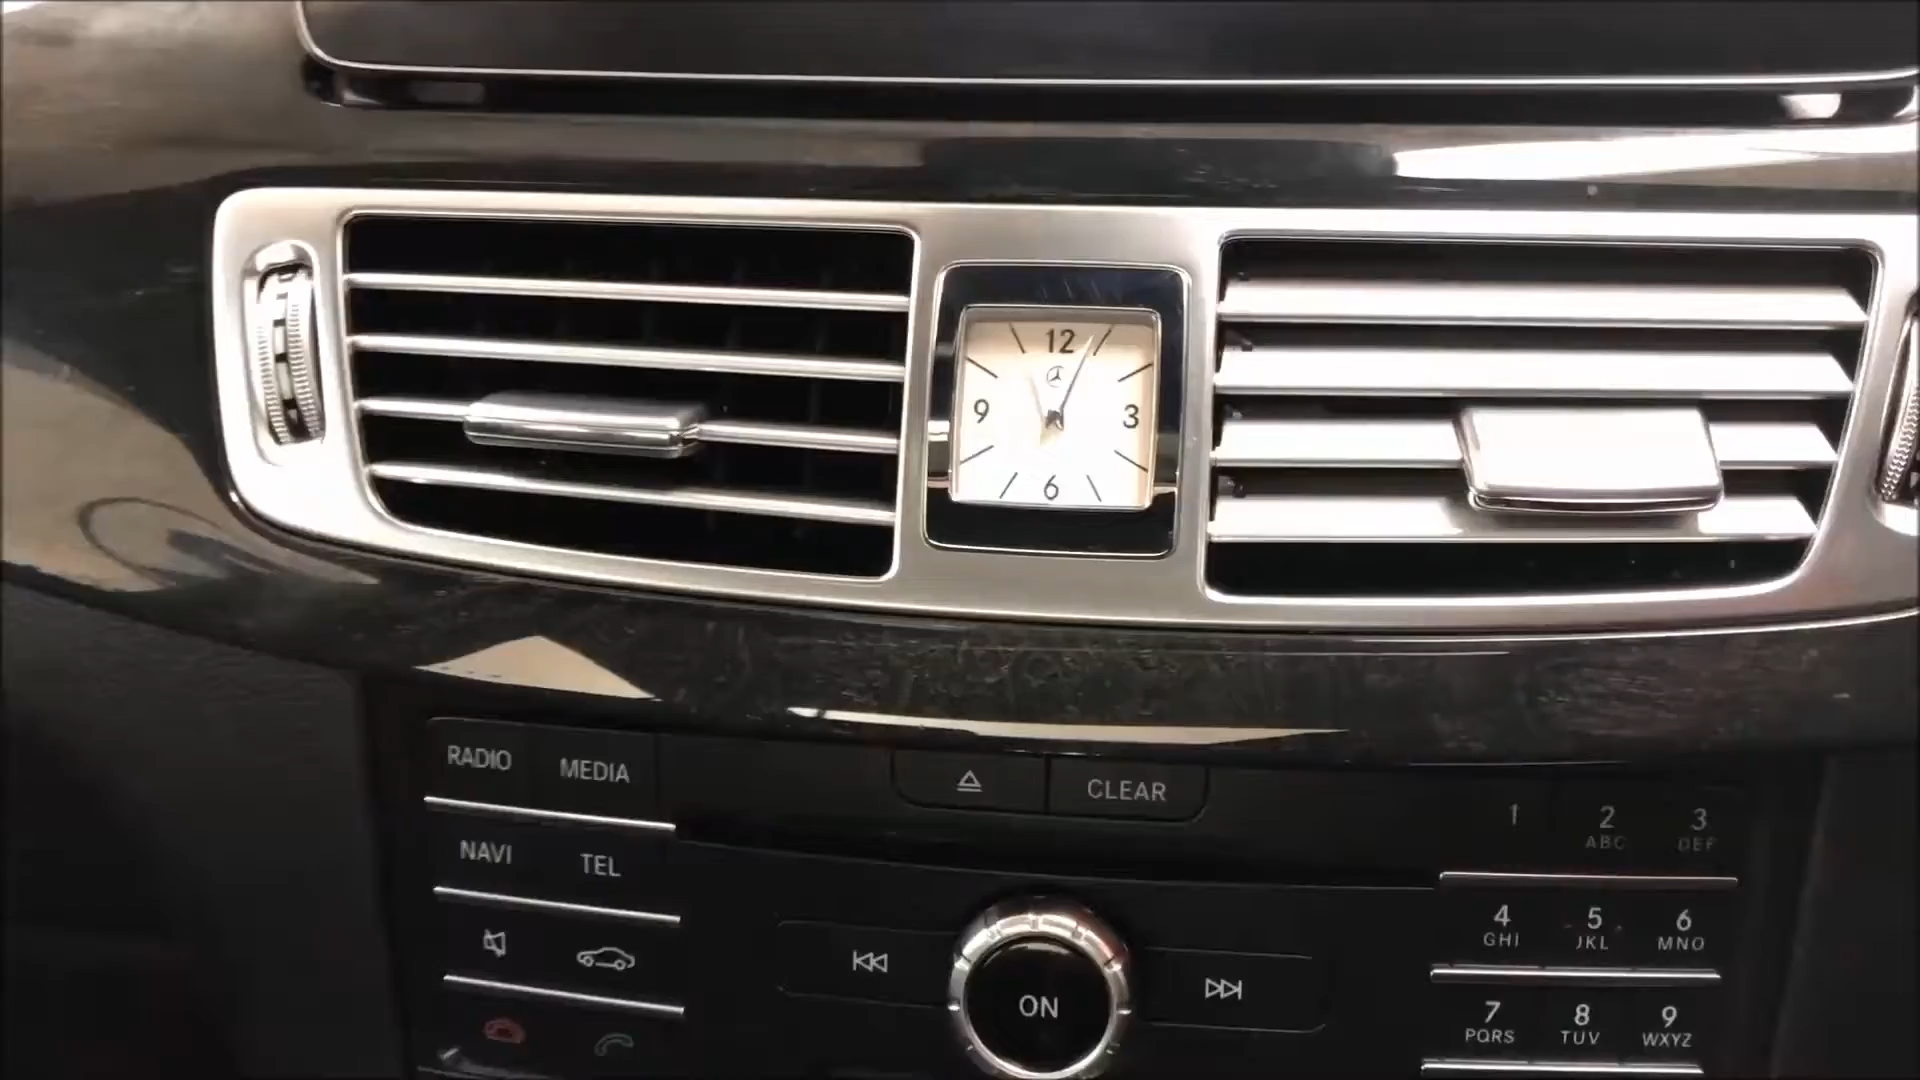 12
9 3
6
RADIO MEDIA
CLEAR
NAVI TEL
ON
1 2 3
ABC DEF
4 5 6
GHI JKL MNO
7 8 9
PQRS TUV WXYZ